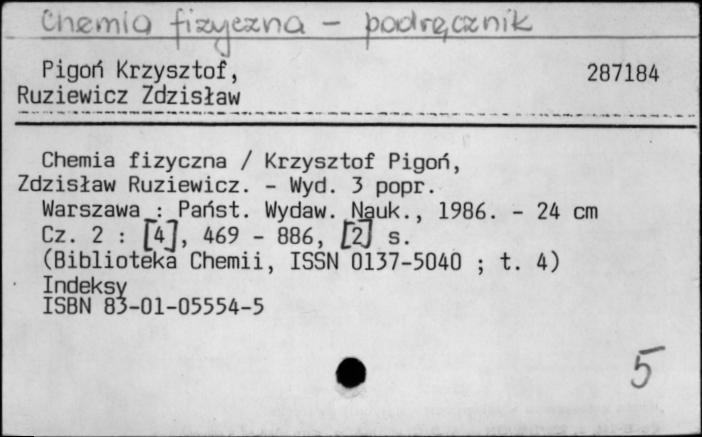 Chemia fizyczna - podręcznik
Pigoń Krzysztof, 287184
Ruziewicz Zdzisław
Chemia fizyczna / Krzysztof Pigoń,
Zdzisław Ruziewicz. - Wyd. 3 popr.
Warszawa : Państ. Wydaw. Nauk., 1986. - 24 cm
Cz. 2 : [4], 469 - 886, [2] s.
(Biblioteka Chemii, ISSN 0137-5040 ; t. 4)
Indeksy
ISBN 83-01-05554-5
5